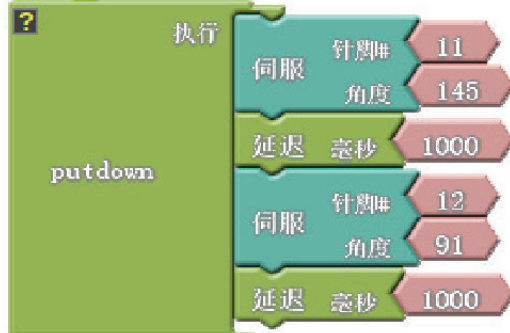 ?
执行
伺服 针脚# 11
角度 145
延迟 毫秒 1000
putdown
伺服 针脚# 12
角度 91
延迟 毫秒 1000